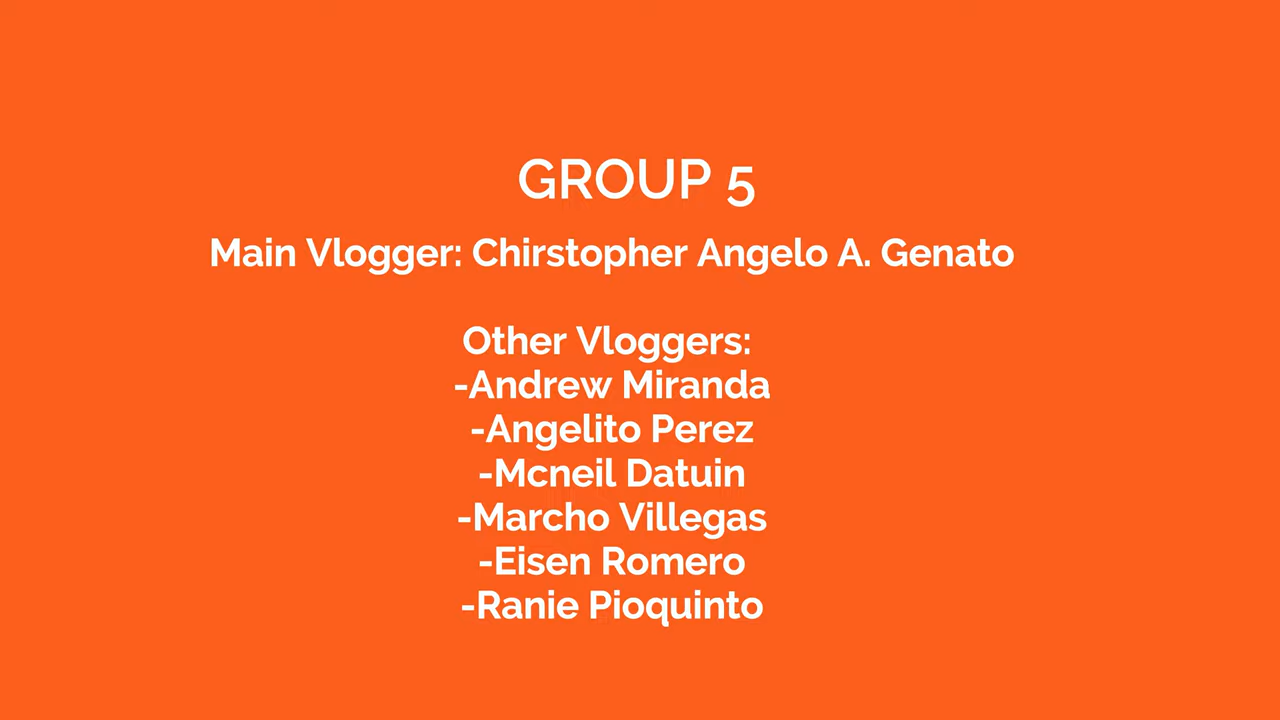 GROUP 5
Main Vlogger: Chirstopher Angelo A. Genato
Other Vloggers:
-Andrew Miranda
-Angelito Perez
-Mcneil Datuin
-Marcho Villegas
-Eisen Romero
-Ranie Pioquinto